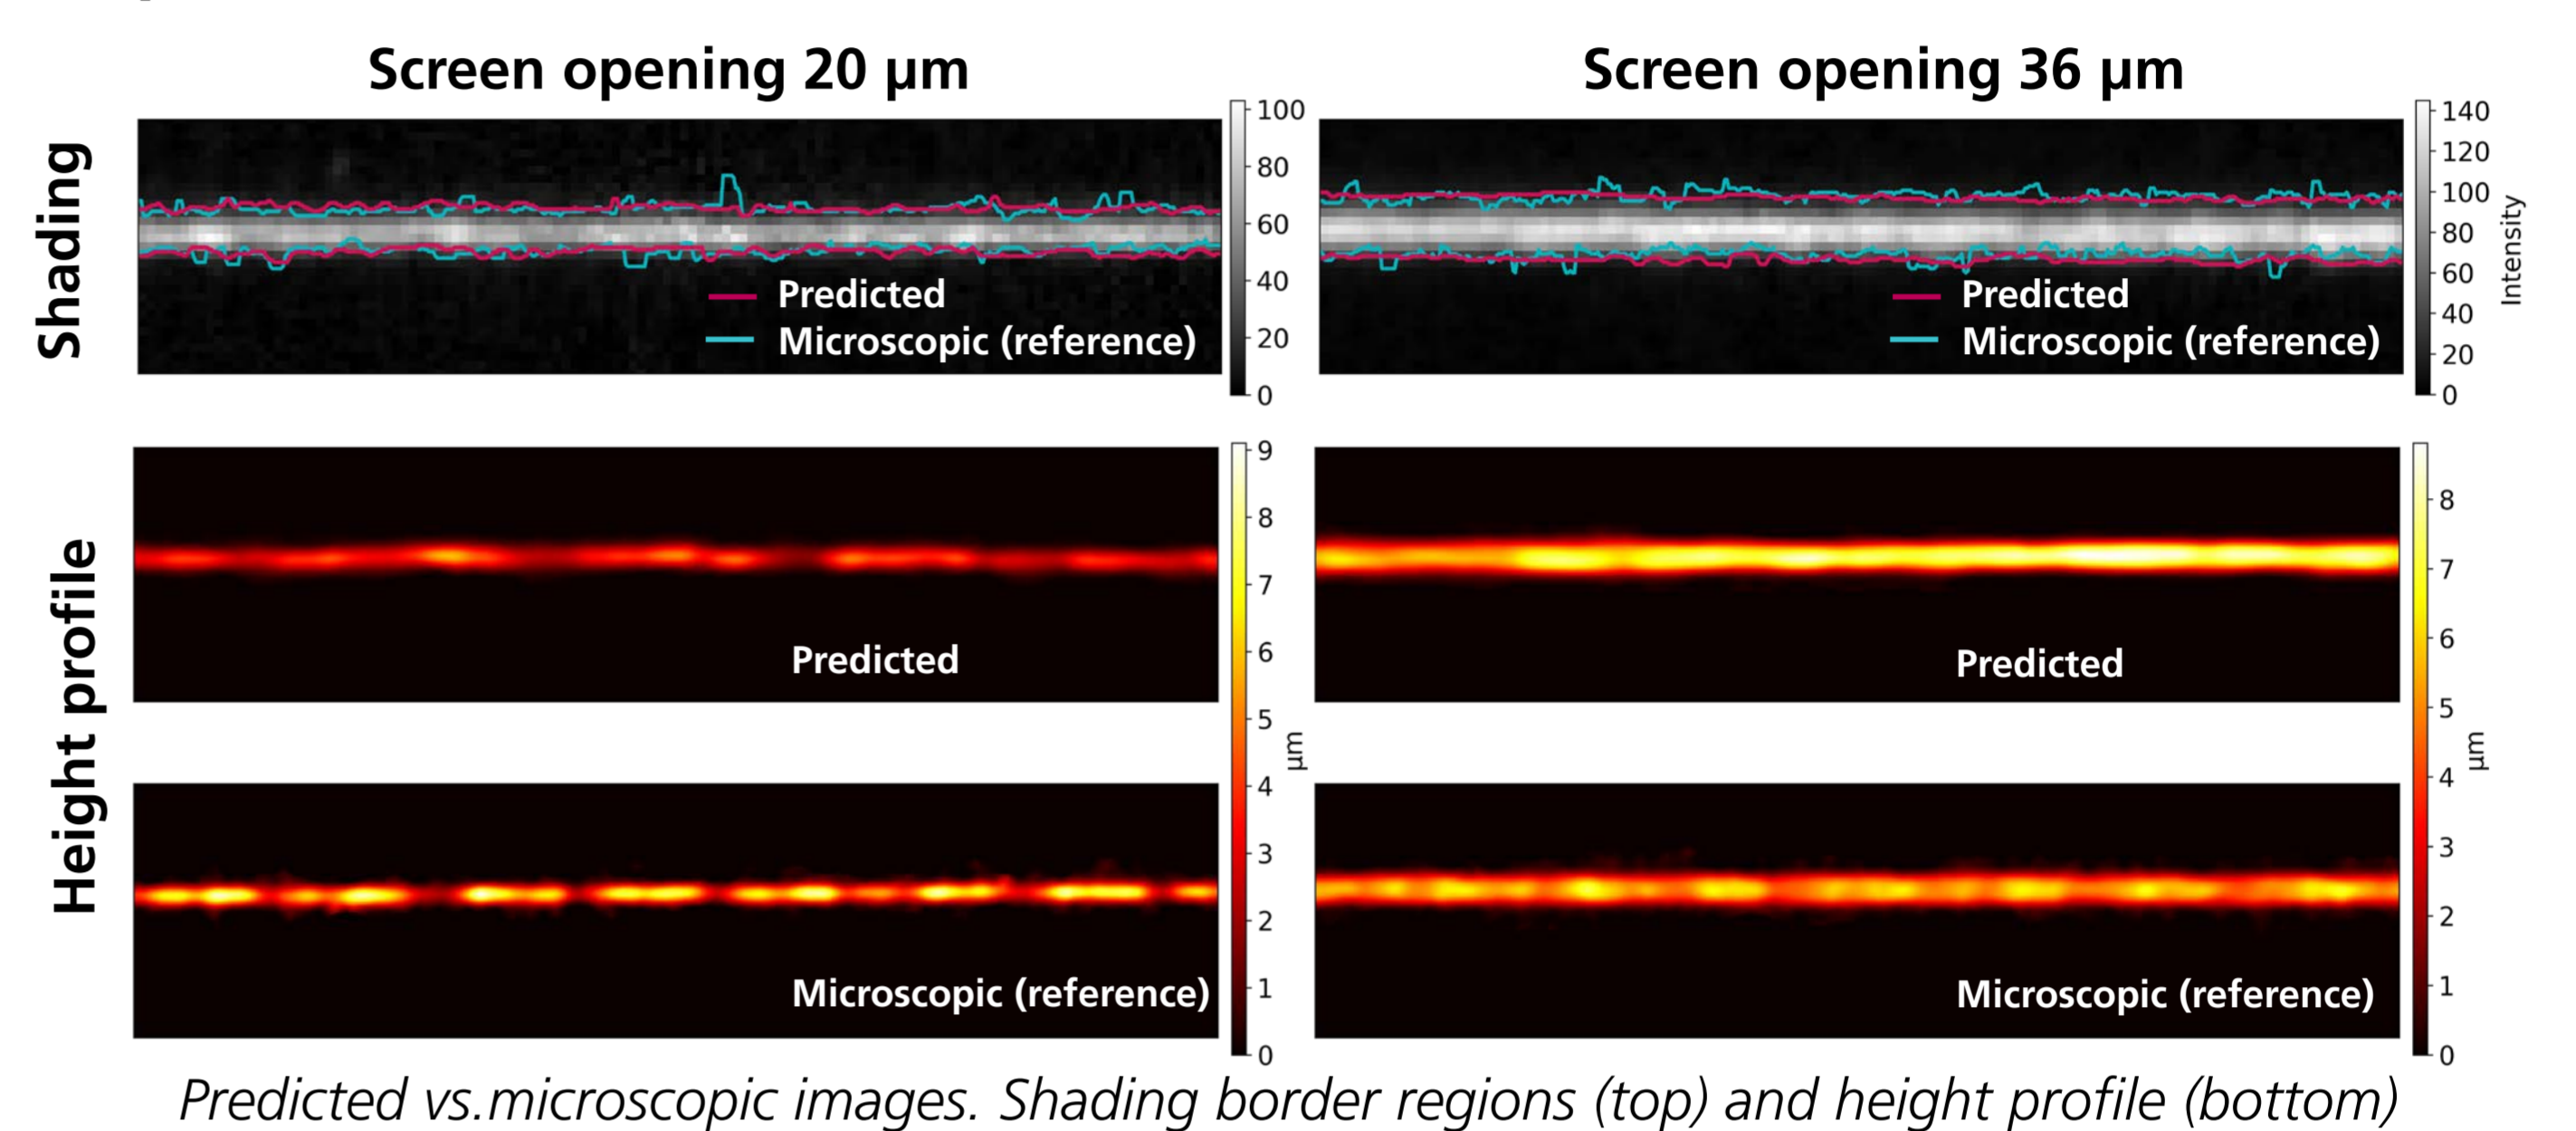 Screen opening 20 µm
Screen opening 36 µm
Shading
100
80
60
40
20
0
Predicted
Microscopic (reference)
140
120
100
80
60
40
20
0
Intensity
Predicted
Microscopic (reference)
Height profile
Predicted
9
8
7
6
5
4
3
2
1
0
µm
Predicted
8
7
6
5
4
3
2
1
0
µm
Microscopic (reference)
Microscopic (reference)
Predicted vs.microscopic images. Shading border regions (top) and height profile (bottom)